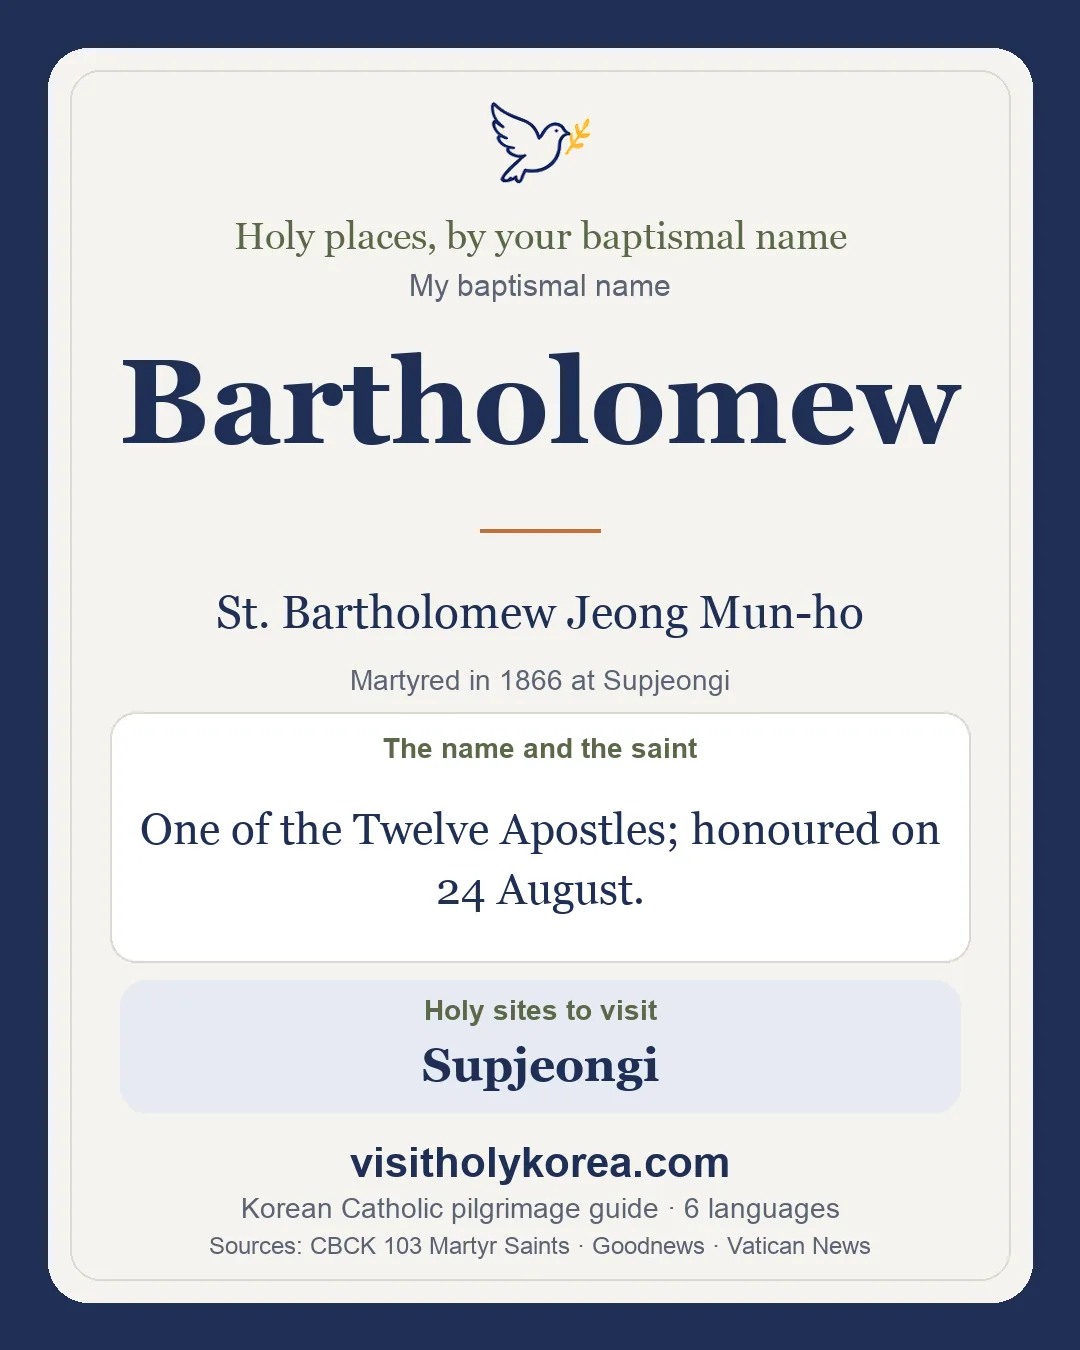 Holy places, by your baptismal name
My baptismal name
Bartholomew
St. Bartholomew Jeong Mun-ho
Martyred in 1866 at Supjeongi
The name and the saint
One of the Twelve Apostles; honoured on
24 August.
Holy sites to visit
Supjeongi
visitholykorea.com
Korean Catholic pilgrimage guide · 6 languages
Sources: CBCK 103 Martyr Saints · Goodnews · Vatican News